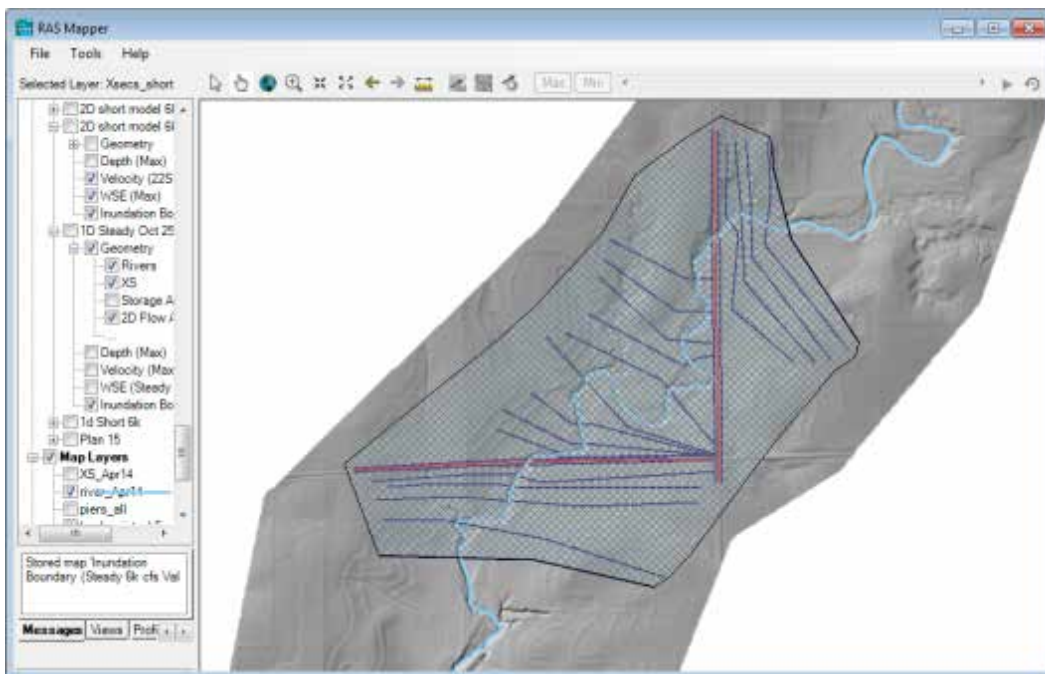 RAS Mapper
File Tools Help
Selected Layer: Xsecs_short
Max Min
2D short model 6l
2D short model 6l
Geometry
Depth (Max)
Velocity (225
WSE (Max)
Inundation Bo
1D Steady Oct 25
Geometry
Rivers
XS
Storage A
2D Flow A
Depth (Max)
Velocity (Max
WSE (Steady
Inundation Bo
1d Short 6k
Plan 15
Map Layers
XS_Apr14
river_Apr14
piers_all
Stored map 'Inundation
Boundary (Steady 6k cfs Val
Messages Views Profi